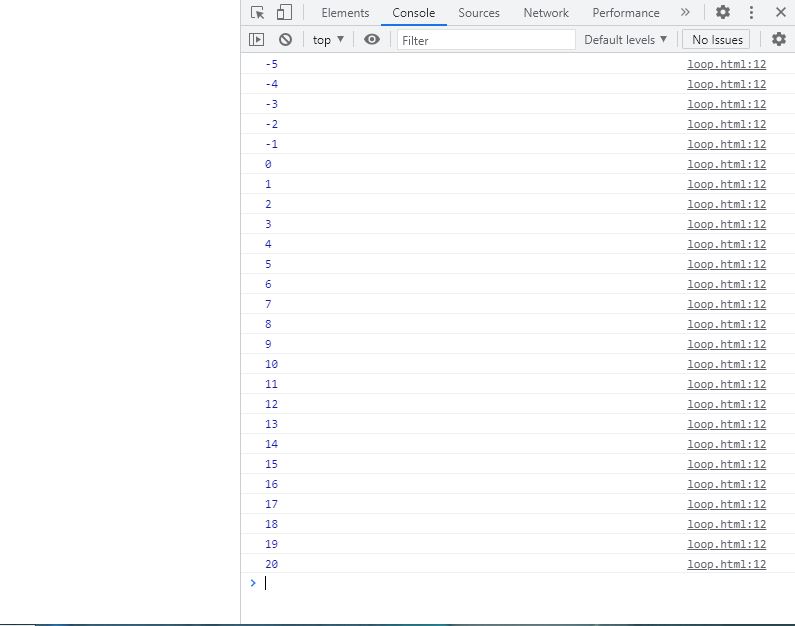 Elements Console Sources Network Performance »
top ▼ Filter Default levels ▼ No Issues
-5 loop.html:12
-4 loop.html:12
-3 loop.html:12
-2 loop.html:12
-1 loop.html:12
0 loop.html:12
1 loop.html:12
2 loop.html:12
3 loop.html:12
4 loop.html:12
5 loop.html:12
6 loop.html:12
7 loop.html:12
8 loop.html:12
9 loop.html:12
10 loop.html:12
11 loop.html:12
12 loop.html:12
13 loop.html:12
14 loop.html:12
15 loop.html:12
16 loop.html:12
17 loop.html:12
18 loop.html:12
19 loop.html:12
20 loop.html:12